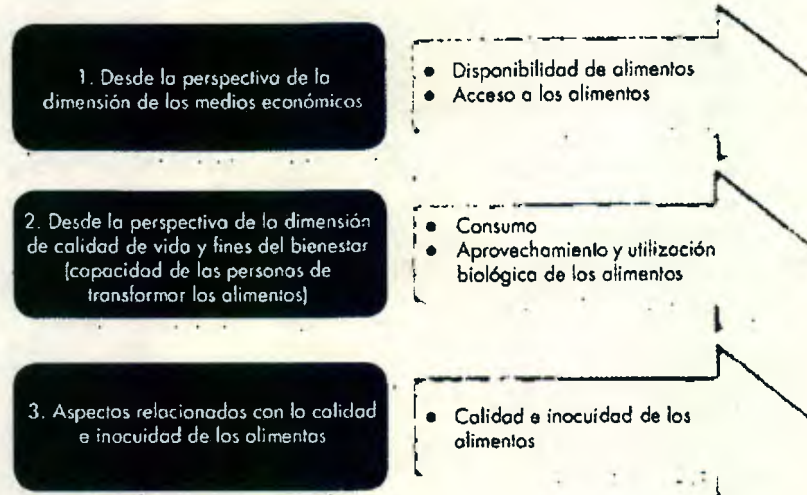 1. Desde la perspectiva de la
dimensión de los medios económicos
● Disponibilidad de alimentos
● Acceso a los alimentos
2. Desde la perspectiva de la dimensión
de calidad de vida y fines del bienestar
(capacidad de las personas de
transformar los alimentos)
● Consumo
● Aprovechamiento y utilización
biológica de los alimentos
3. Aspectos relacionados con la calidad
e inocuidad de los alimentos
● Calidad e inocuidad de los
alimentos